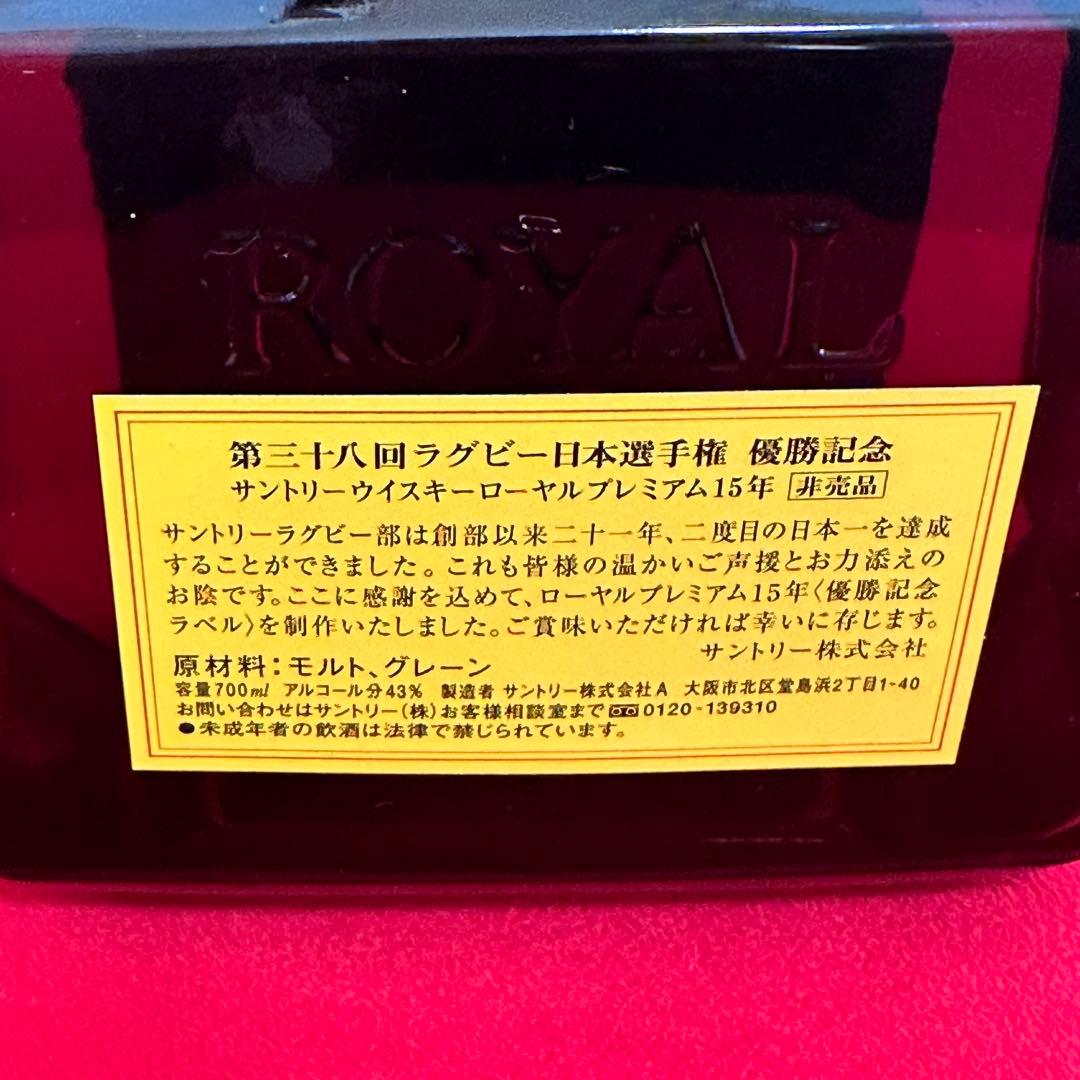 ROYAL
第三十八回ラグビー日本選手権 優勝記念
サントリーウイスキーローヤルプレミアム15年 非売品
サントリーラグビー部は創部以来二十一年、二度目の日本一を達成
することができました。これも皆様の温かいご声援とお力添えの
お陰です。ここに感謝を込めて、ローヤルプレミアム15年〈優勝記念
ラベル〉を制作いたしました。ご賞味いただければ幸いに存じます。
サントリー株式会社
原材料：モルト、グレーン
容量700ml アルコール分43% 製造者 サントリー株式会社A 大阪市北区堂島浜2丁目1-40
お問い合わせはサントリー(株)お客様相談室まで 0120-139310
●未成年者の飲酒は法律で禁じられています。